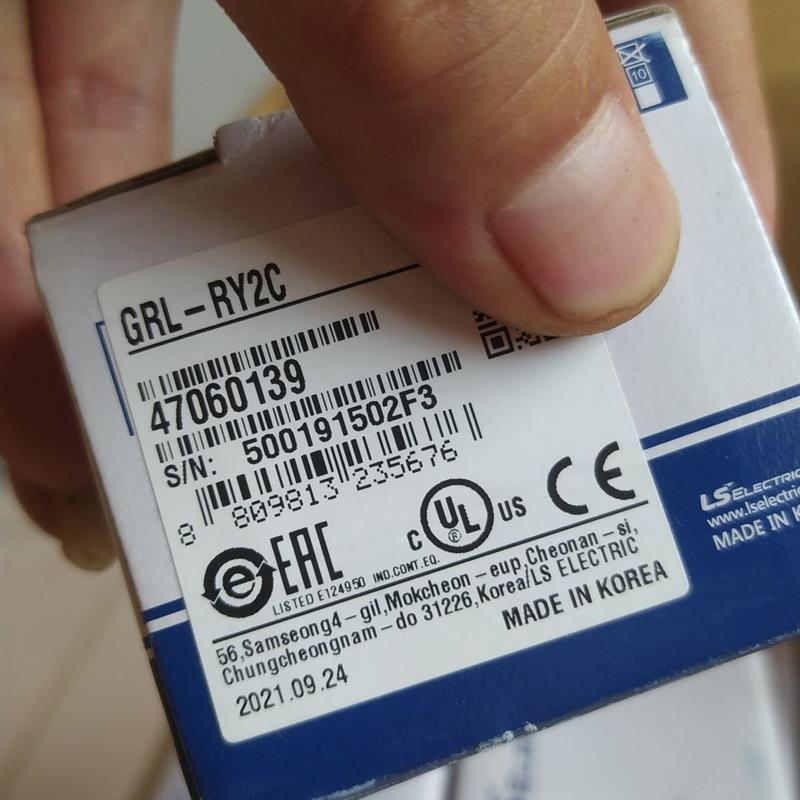 10
GRL-RY2C
47060139
S/N: 500191502F3
8 809813 235676
EAC
C UL US
CE
LISTED E124950 IND.CONT.EQ.
56,Samseong4-gil,Mokcheon-eup,Cheonan-si,
Chungcheongnam-do 31226,Korea/LS ELECTRIC
MADE IN KOREA
2021.09.24
LS ELECTRIC
www.lselectric
MADE IN K